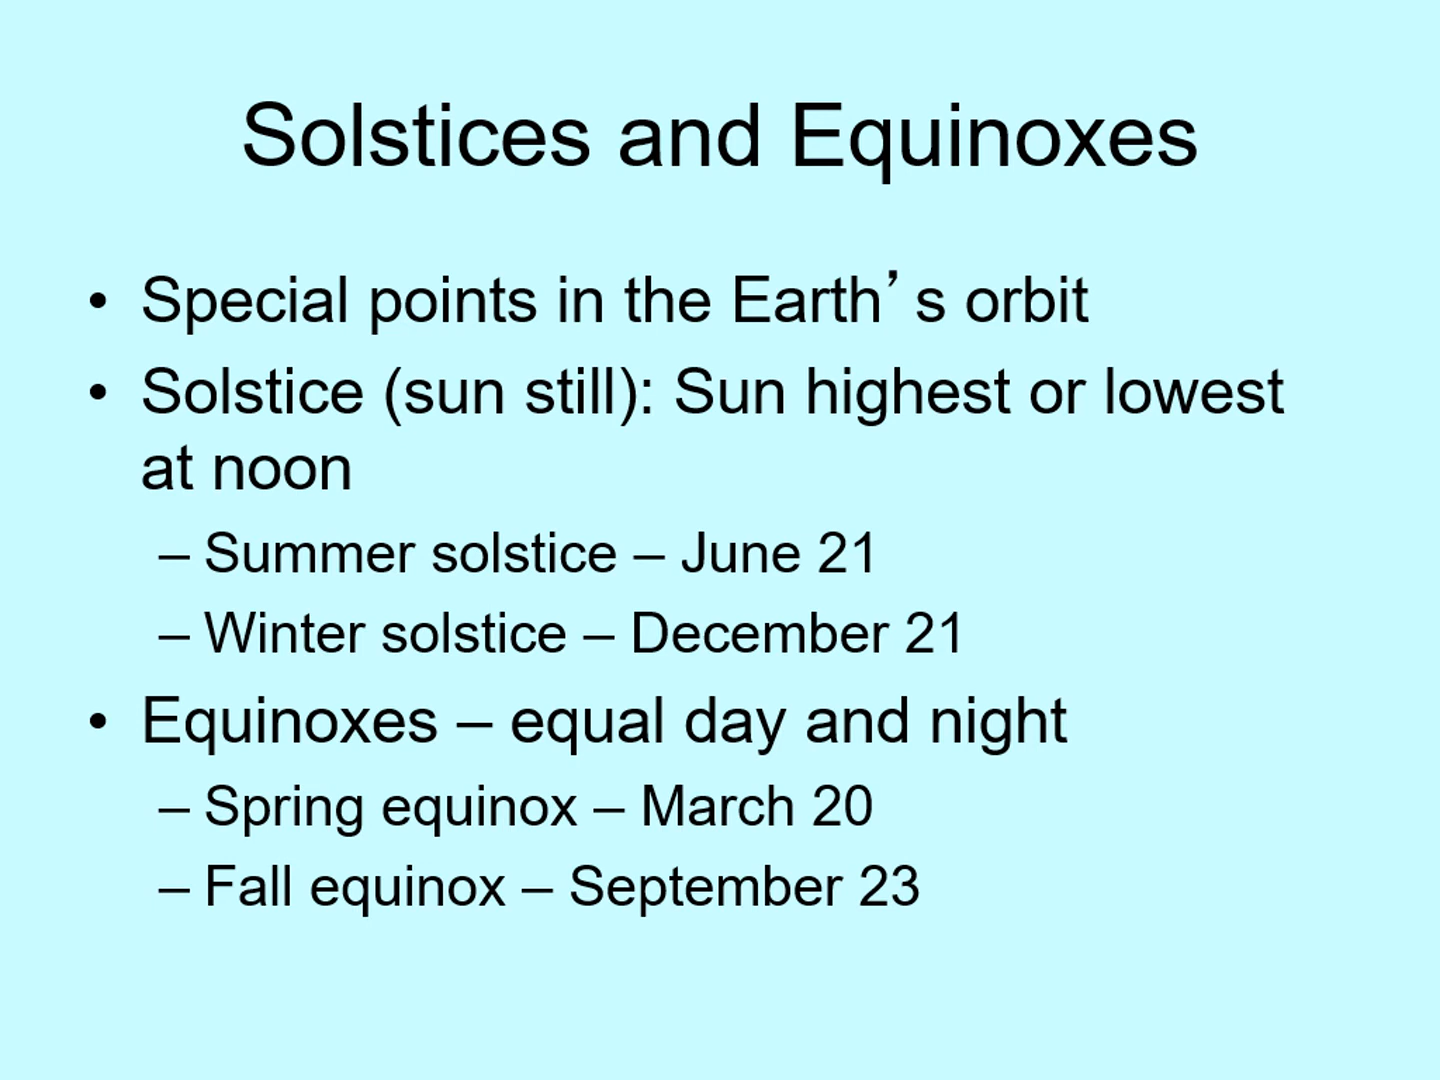 Solstices and Equinoxes
• Special points in the Earth’s orbit
• Solstice (sun still): Sun highest or lowest
at noon
– Summer solstice – June 21
– Winter solstice – December 21
• Equinoxes – equal day and night
– Spring equinox – March 20
– Fall equinox – September 23